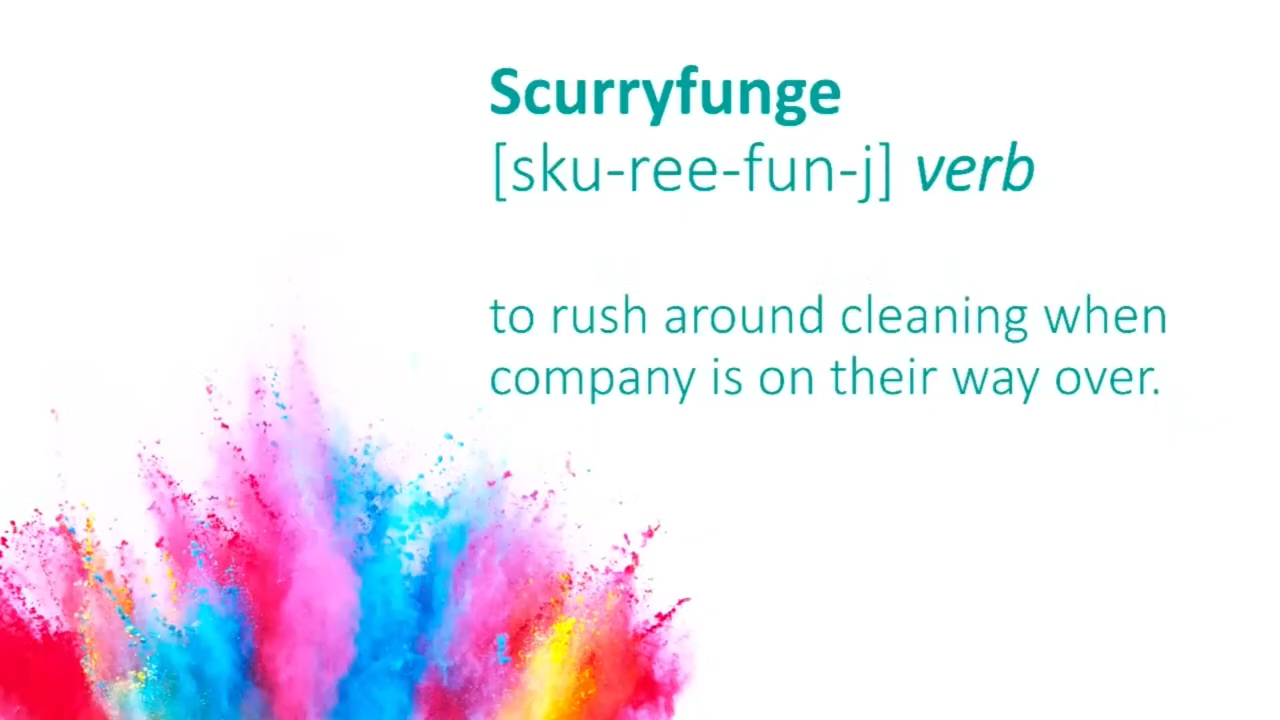 Scurryfunge
[sku-ree-fun-j] verb
to rush around cleaning when
company is on their way over.